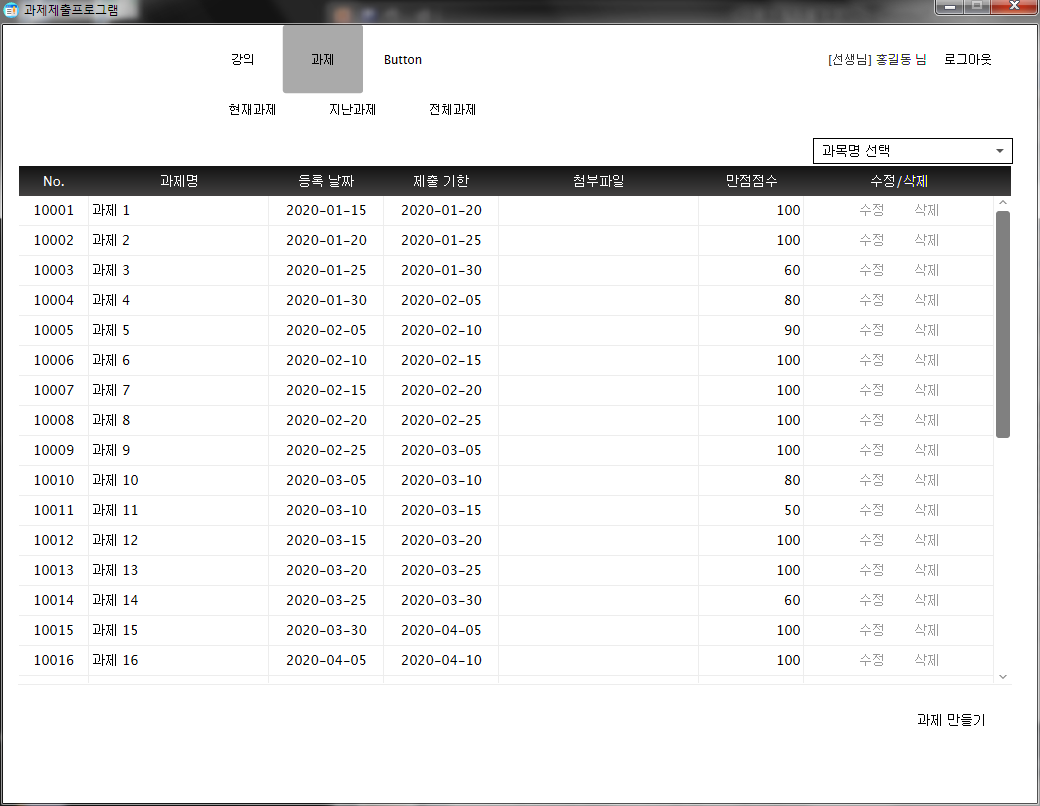 과제제출프로그램
강의 과제 Button [선생님] 홍길동 님 로그아웃
현재과제 지난과제 전체과제
과목명 선택
No. 과제명 등록 날짜 제출 기한 첨부파일 만점점수 수정/삭제
10001 과제 1 2020-01-15 2020-01-20 100 수정 삭제
10002 과제 2 2020-01-20 2020-01-25 100 수정 삭제
10003 과제 3 2020-01-25 2020-01-30 60 수정 삭제
10004 과제 4 2020-01-30 2020-02-05 80 수정 삭제
10005 과제 5 2020-02-05 2020-02-10 90 수정 삭제
10006 과제 6 2020-02-10 2020-02-15 100 수정 삭제
10007 과제 7 2020-02-15 2020-02-20 100 수정 삭제
10008 과제 8 2020-02-20 2020-02-25 100 수정 삭제
10009 과제 9 2020-02-25 2020-03-05 100 수정 삭제
10010 과제 10 2020-03-05 2020-03-10 80 수정 삭제
10011 과제 11 2020-03-10 2020-03-15 50 수정 삭제
10012 과제 12 2020-03-15 2020-03-20 100 수정 삭제
10013 과제 13 2020-03-20 2020-03-25 100 수정 삭제
10014 과제 14 2020-03-25 2020-03-30 60 수정 삭제
10015 과제 15 2020-03-30 2020-04-05 100 수정 삭제
10016 과제 16 2020-04-05 2020-04-10 100 수정 삭제
과제 만들기